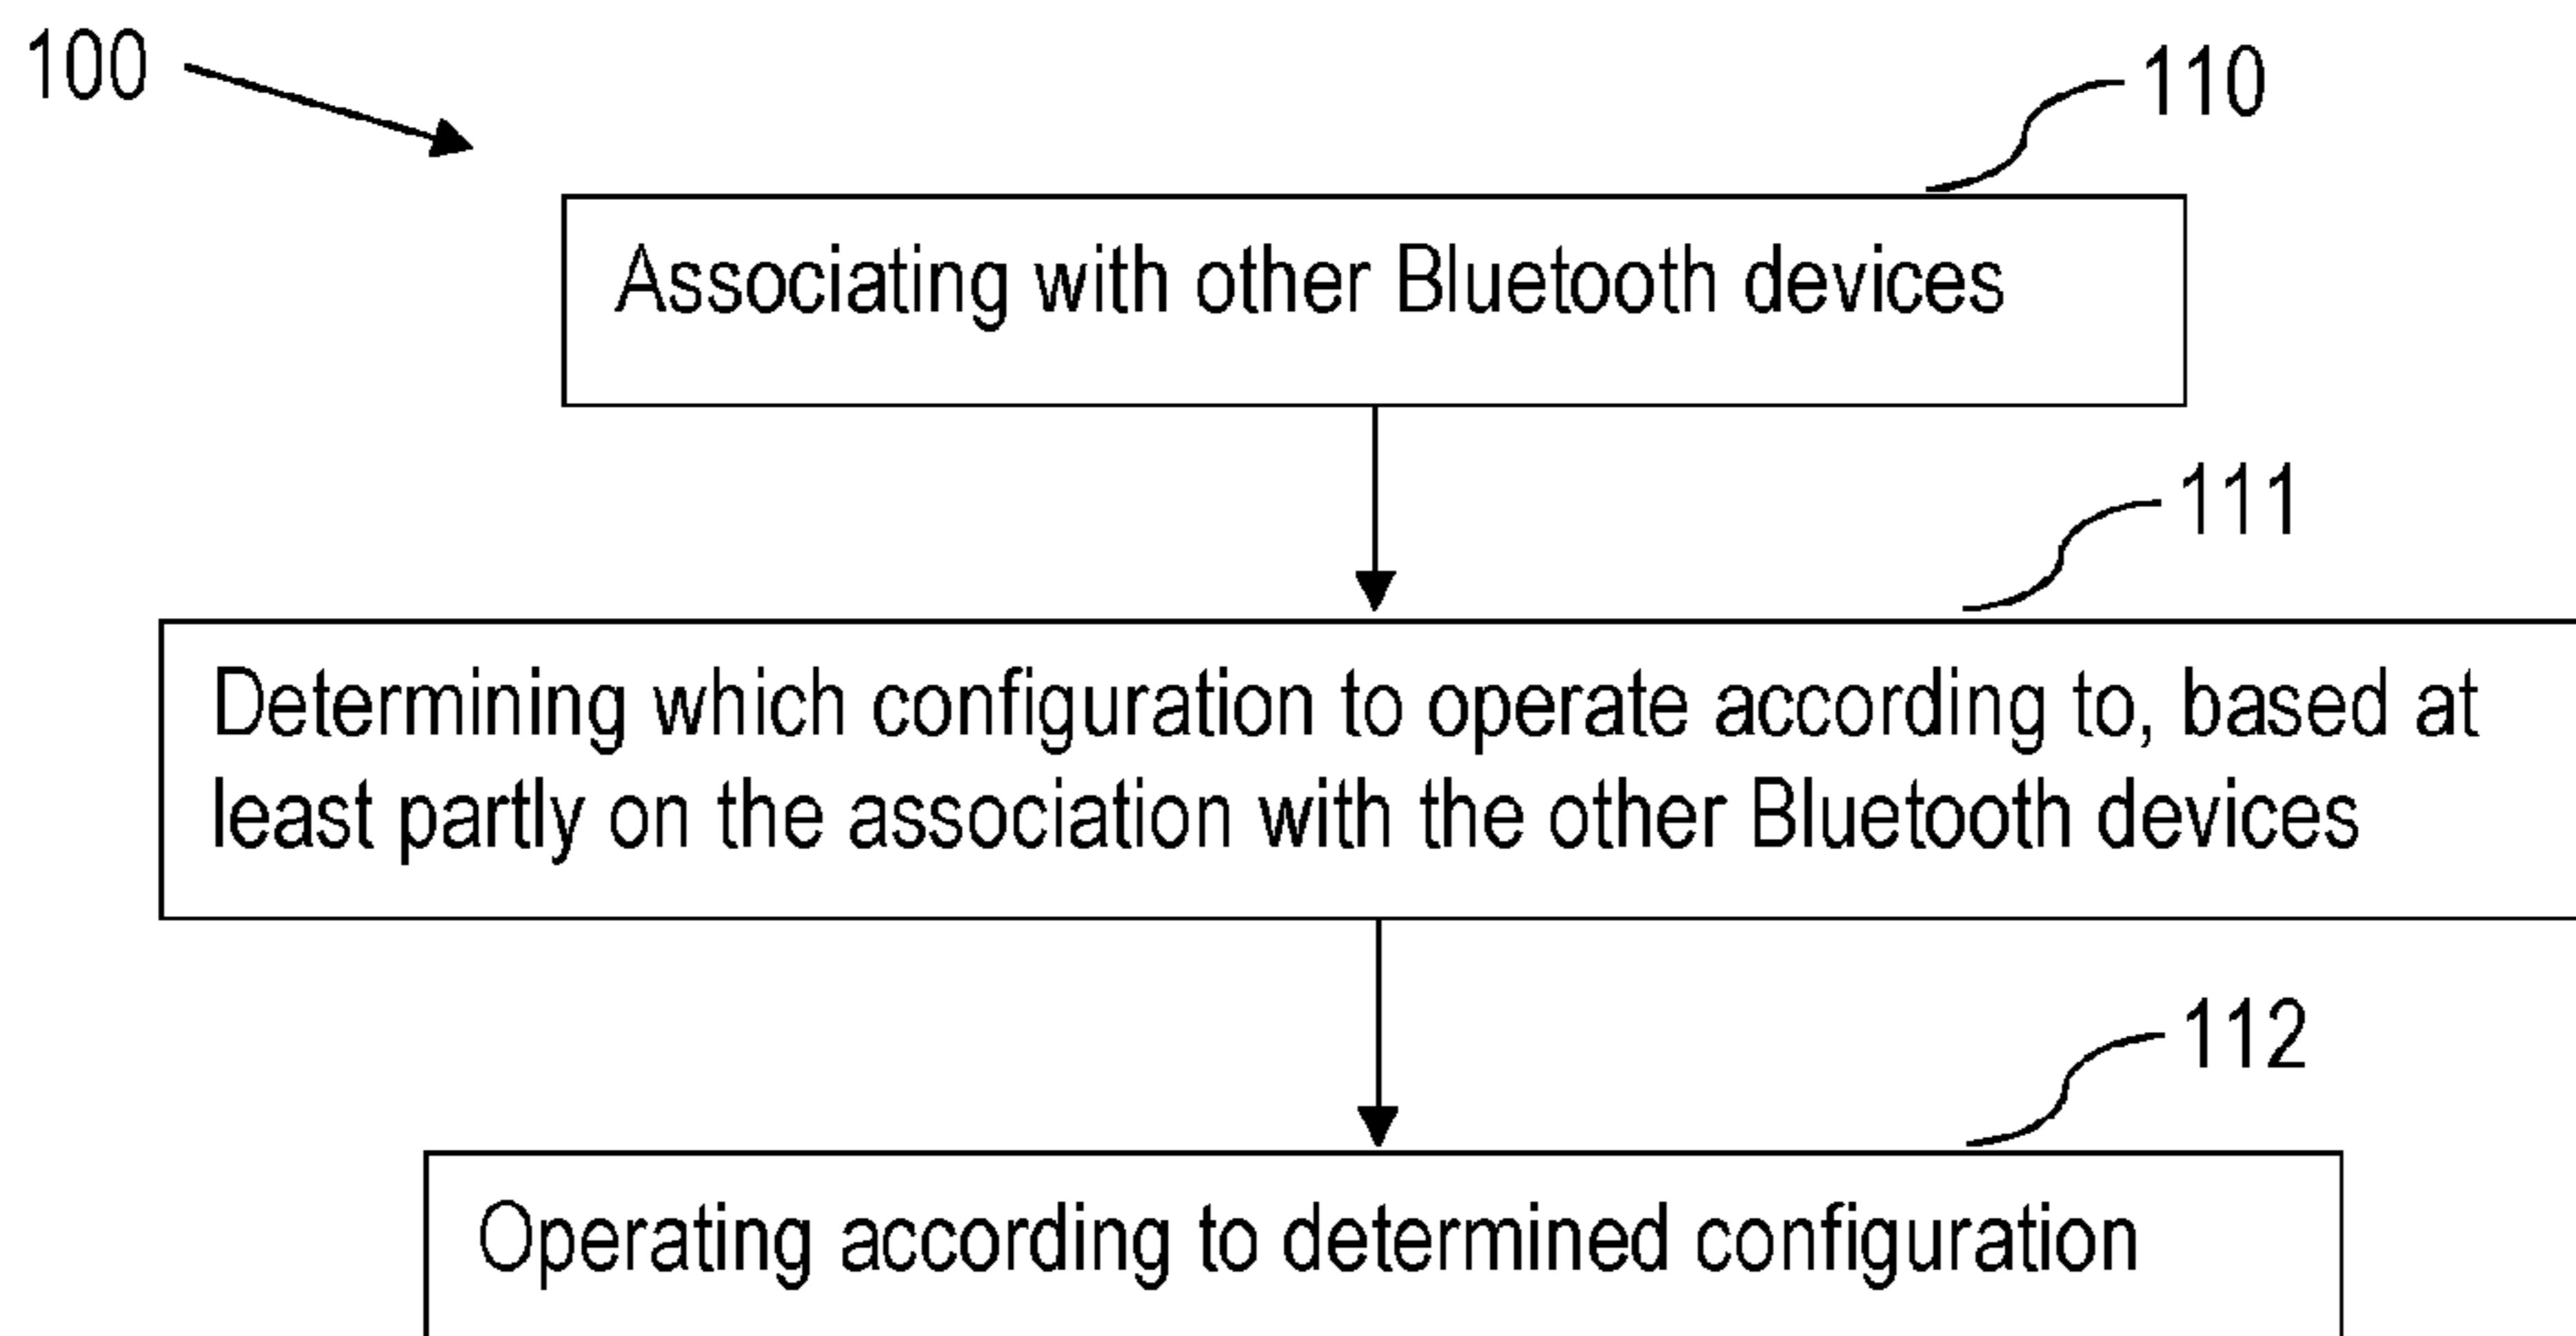 100
110
Associating with other Bluetooth devices
111
Determining which configuration to operate according to, based at
least partly on the association with the other Bluetooth devices
112
Operating according to determined configuration